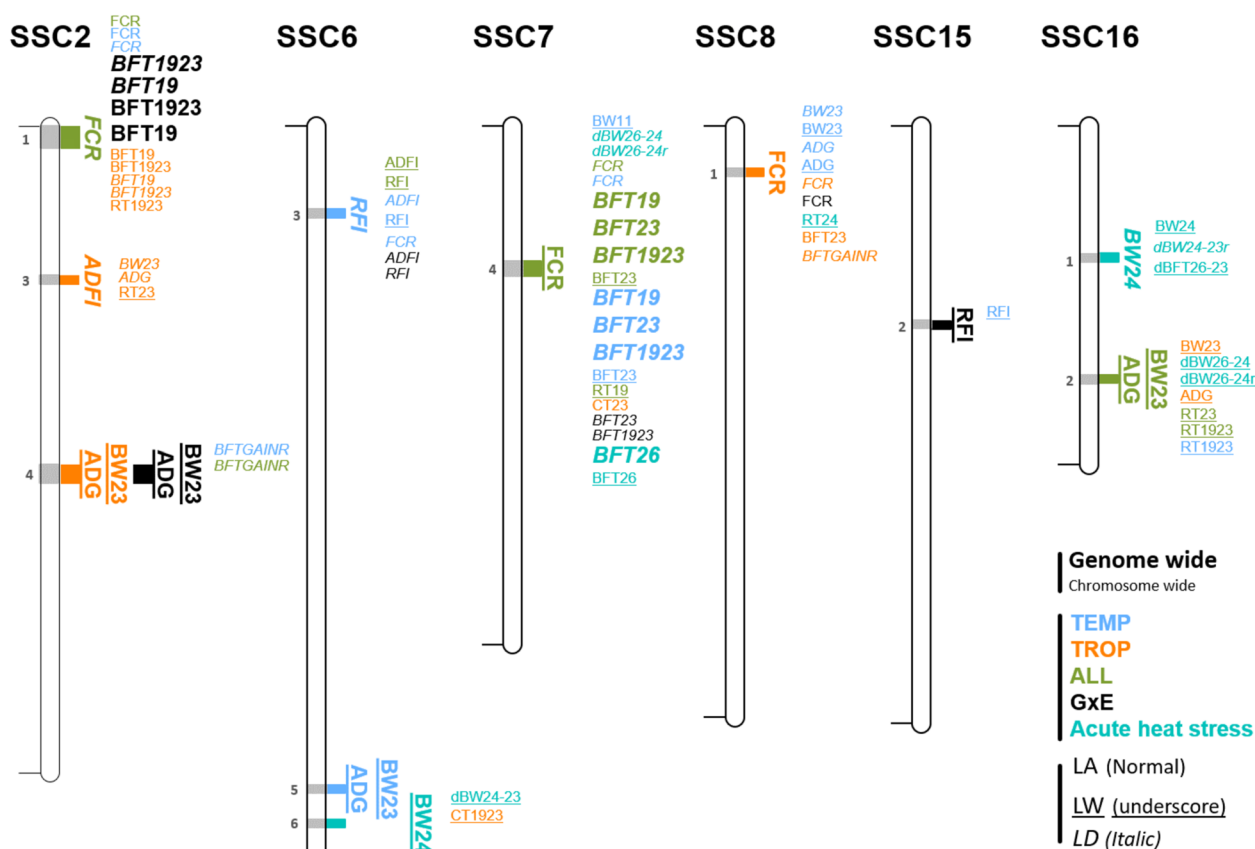 SSC2
SSC6
SSC7
SSC8
SSC15
SSC16
FCR
FCR
FCR
BFT1923
BFT19
BFT1923
BFT19
BFT19
BFT1923
BFT19
BFT1923
RT1923
1
FCR
3
ADFI
BW23
ADG
RT23
4
ADG
BW23
ADG
BW23
BFTGAINR
BFTGAINR
3
RFI
ADFI
RFI
ADFI
RFI
FCR
ADFI
RFI
5
ADG
BW23
6
BW24
dBW24-23
CT1923
4
FCR
BW11
dBW26-24
dBW26-24r
FCR
FCR
BFT19
BFT23
BFT1923
BFT23
BFT19
BFT23
BFT1923
BFT23
RT19
CT23
BFT23
BFT1923
BFT26
BFT26
1
FCR
BW23
BW23
ADG
ADG
FCR
FCR
RT24
BFT23
BFTGAINR
2
RFI
RFI
1
BW24
BW24
dBW24-23r
dBFT26-23
2
ADG
BW23
BW23
dBW26-24
dBW26-24r
ADG
RT23
RT1923
RT1923
Genome wide
Chromosome wide
TEMP
TROP
ALL
GxE
Acute heat stress
LA (Normal)
LW (underscore)
LD (Italic)